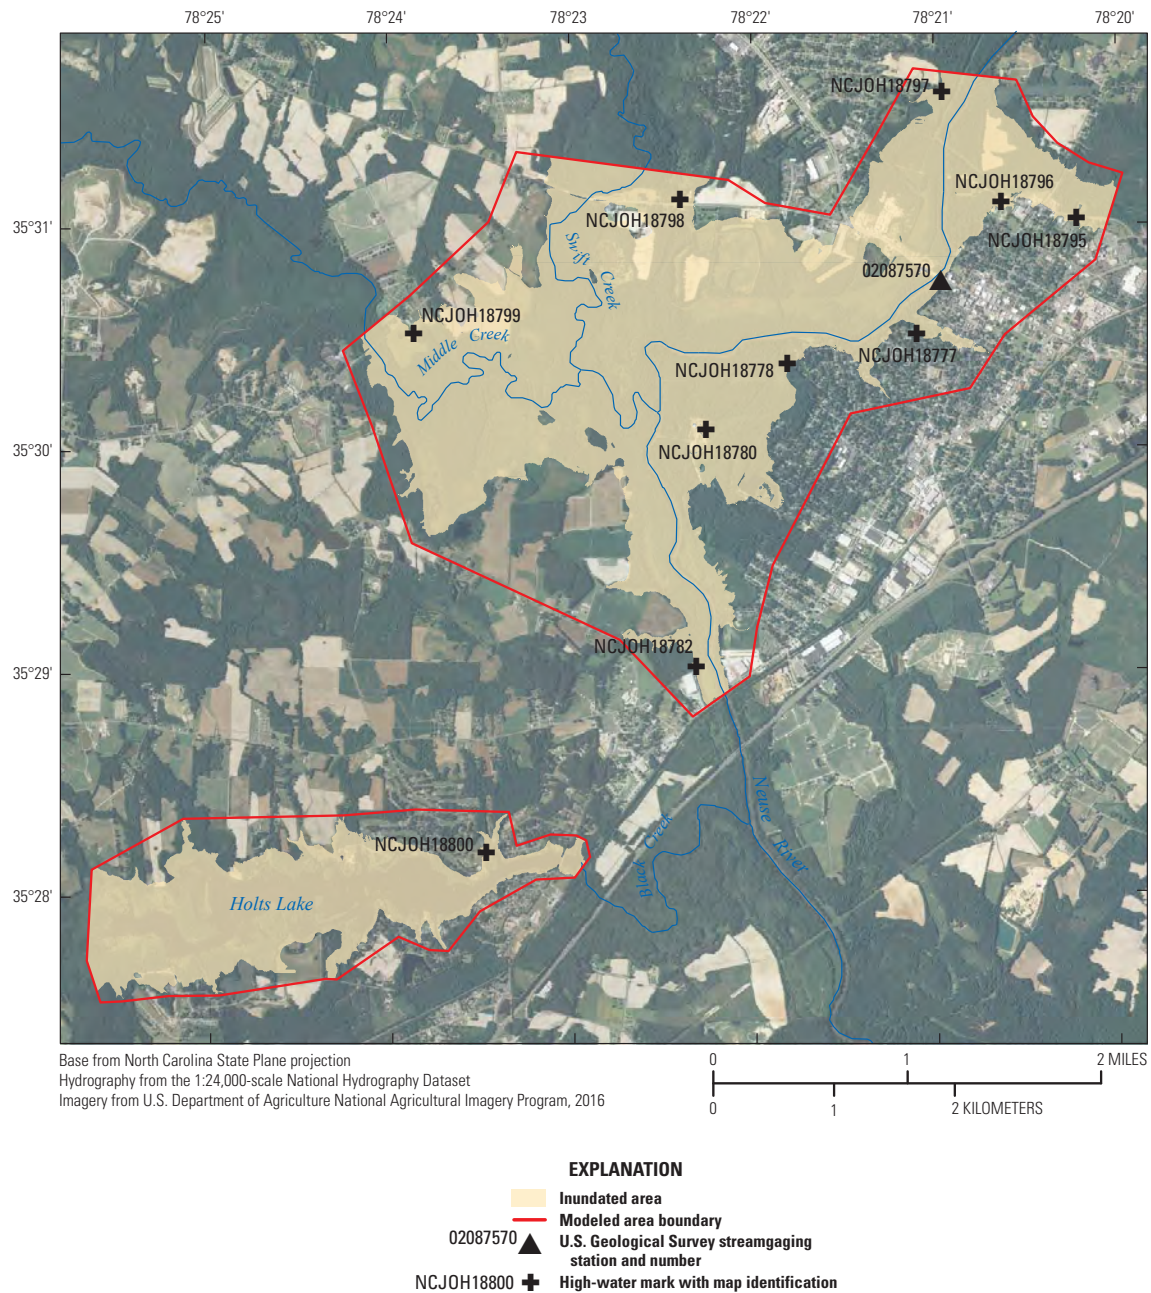 78°25' 78°24' 78°23' 78°22' 78°21' 78°20'
NCJOH18797
NCJOH18796
NCJOH18798
35°31'
NCJOH18795
Swift
Creek
02087570
NCJOH18799
Middle Creek
NCJOH18777
NCJOH18778
35°30'
NCJOH18780
NCJOH18782
35°29'
Neuse
River
Black Creek
NCJOH18800
35°28'
Holts Lake
Base from North Carolina State Plane projection
Hydrography from the 1:24,000-scale National Hydrography Dataset
Imagery from U.S. Department of Agriculture National Agricultural Imagery Program, 2016
0 1 2 MILES
0 1 2 KILOMETERS
EXPLANATION
Inundated area
Modeled area boundary
02087570 U.S. Geological Survey streamgaging
station and number
NCJOH18800 High-water mark with map identification